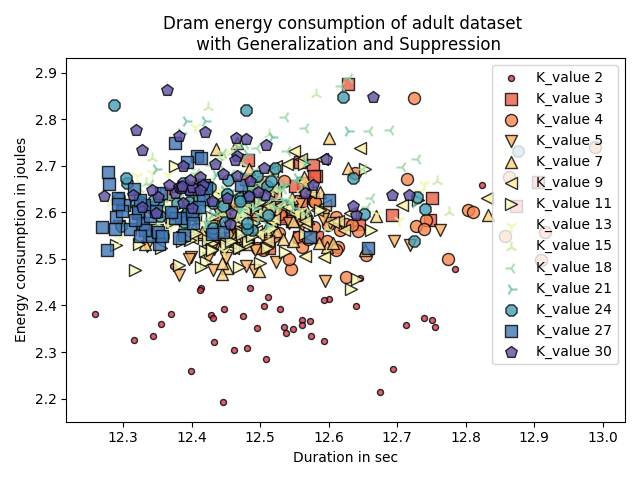 Dram energy consumption of adult dataset
with Generalization and Suppression
Energy consumption in joules
2.9
2.8
2.7
2.6
2.5
2.4
2.3
2.2
K_value 2
K_value 3
K_value 4
K_value 5
K_value 7
K_value 9
K_value 11
K_value 13
K_value 15
K_value 18
K_value 21
K_value 24
K_value 27
K_value 30
12.3 12.4 12.5 12.6 12.7 12.8 12.9 13.0
Duration in sec